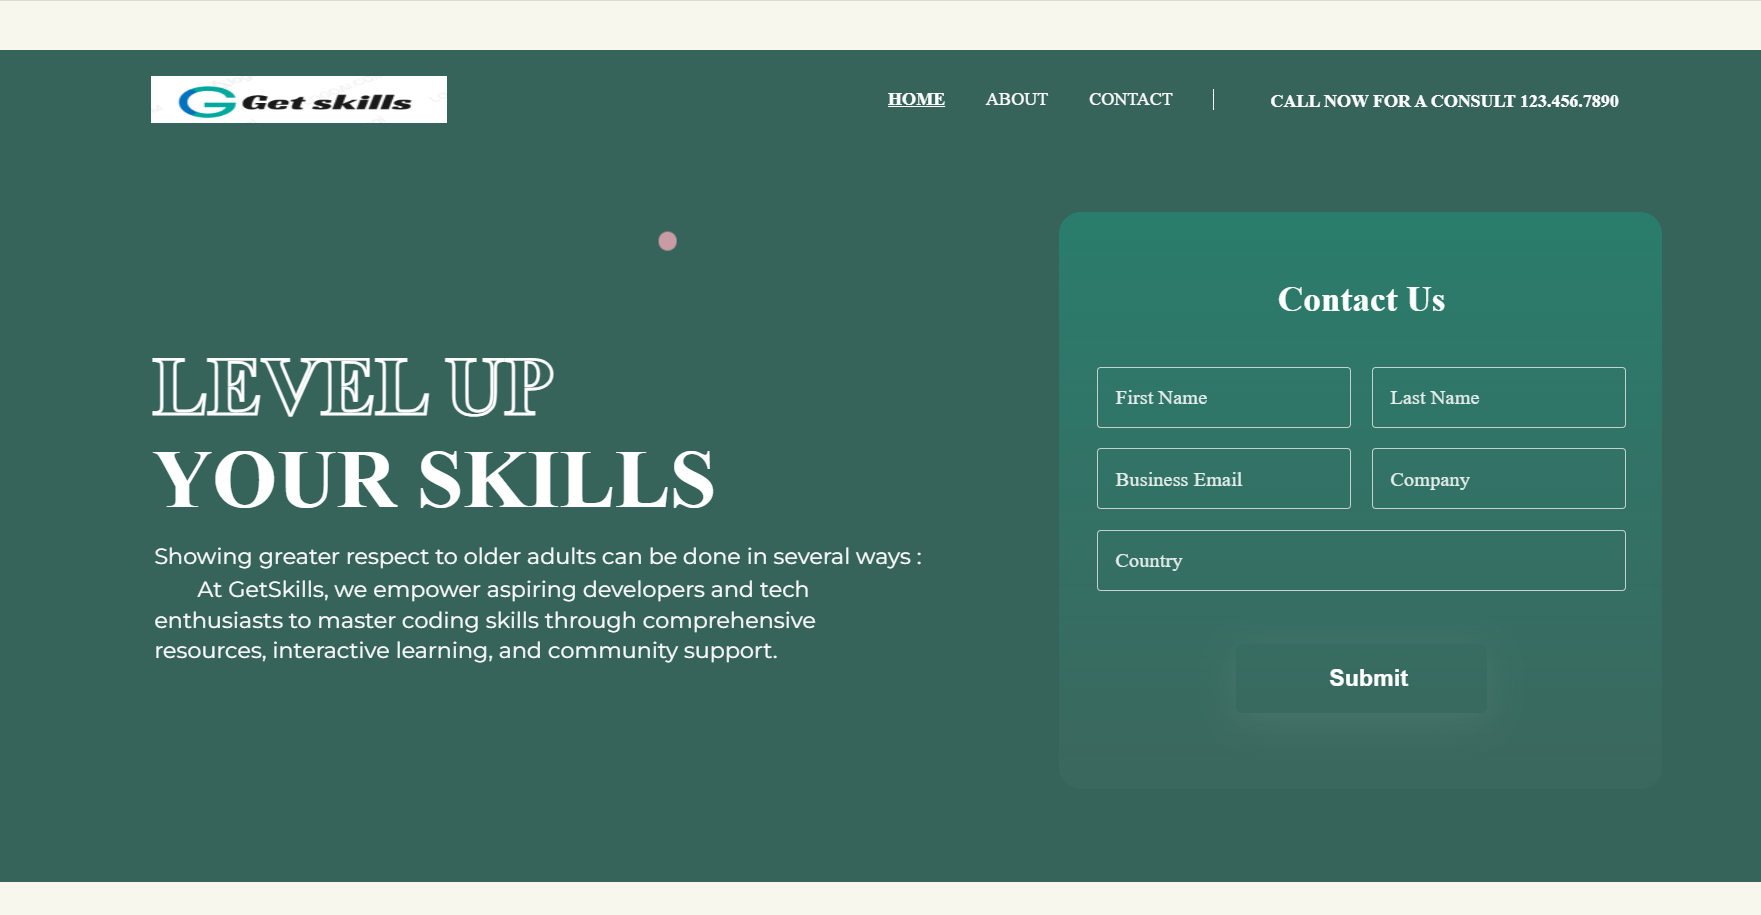 Get skills
HOME ABOUT CONTACT CALL NOW FOR A CONSULT 123.456.7890
LEVEL UP
YOUR SKILLS
Showing greater respect to older adults can be done in several ways :
At GetSkills, we empower aspiring developers and tech
enthusiasts to master coding skills through comprehensive
resources, interactive learning, and community support.
Contact Us
First Name Last Name
Business Email Company
Country
Submit